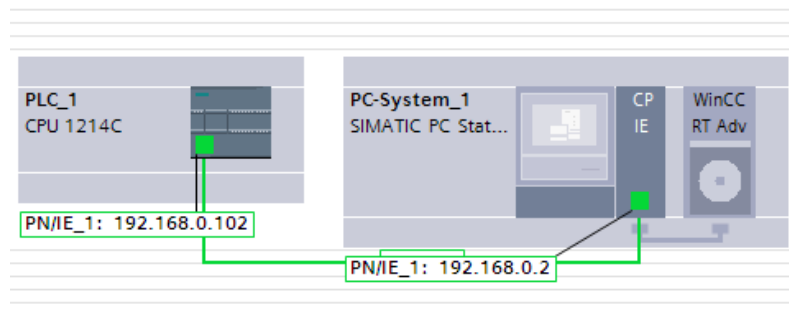 PLC_1
CPU 1214C
PN/IE_1: 192.168.0.102
PC-System_1
SIMATIC PC Stat...
CP
IE
WinCC
RT Adv
PN/IE_1: 192.168.0.2